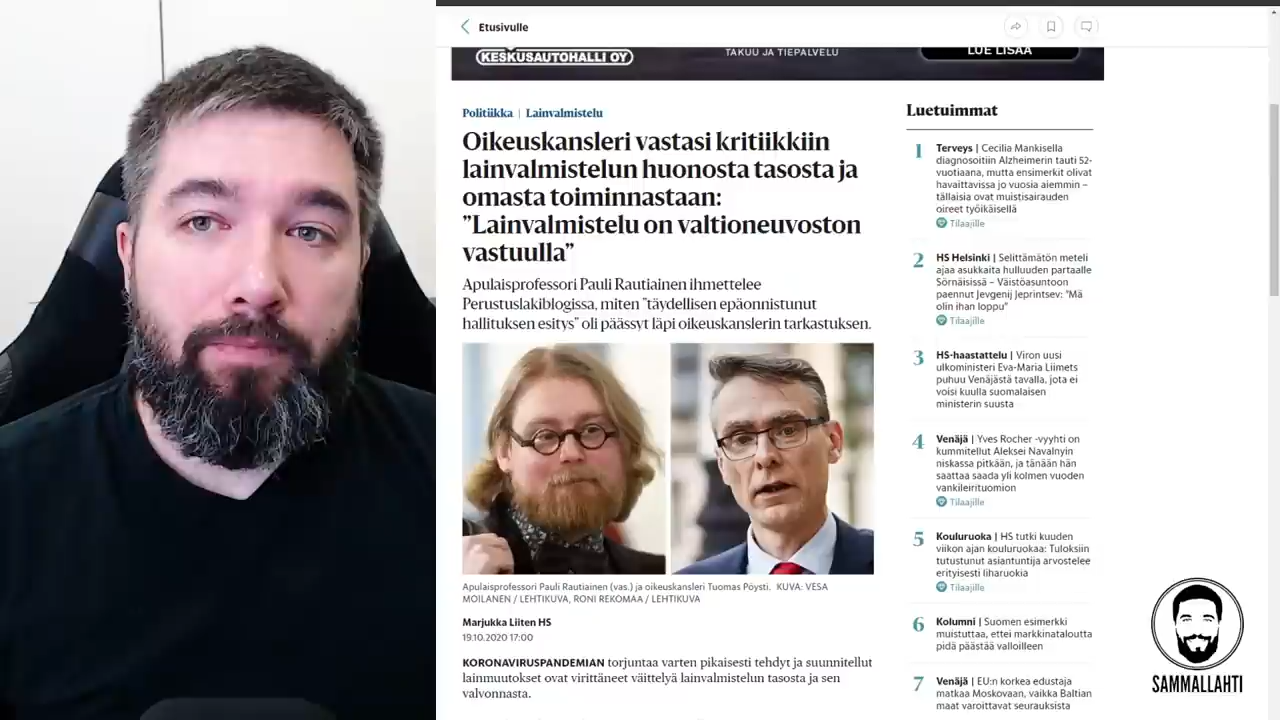 Etusivulle
KESKUSAUTOHALLI OY
TAKUU JA TIEPALVELU
LUE LISÄÄ
Politiikka | Lainvalmistelu
Oikeuskansleri vastasi kritiikkiin
lainvalmistelun huonosta tasosta ja
omasta toiminnastaan:
”Lainvalmistelu on valtioneuvoston
vastuulla”
Apulaisprofessori Pauli Rautiainen ihmettelee
Perustuslakiblogissa, miten ”täydellisen epäonnistunut
hallituksen esitys” oli päässyt läpi oikeuskanslerin tarkastuksen.
Apulaisprofessori Pauli Rautiainen (vas.) ja oikeuskansleri Tuomas Pöysti. KUVA: VESA
MOILANEN / LEHTIKUVA, RONI REKOMAA / LEHTIKUVA
Marjukka Liiten HS
19.10.2020 17:00
KORONAVIRUSPANDEMIAN torjuntaa varten pikaisesti tehdyt ja suunnitellut
lainmuutokset ovat virittäneet väittelyä lainvalmistelun tasosta ja sen
valvonnasta.
Luetuimmat
1 Terveys | Cecilia Mankisella
diagnosoitiin Alzheimerin tauti 52-
vuotiaana, mutta ensimerkit olivat
havaittavissa jo vuosia aiemmin –
tällaisia ovat muistisairauden
oireet työikäisellä
Tilaajille
2 HS Helsinki | Selittämätön meteli
ajaa asukkaita hulluuden partaalle
Sörnäisissä – Väistöasuntoon
paennut Jevgenij Jeprintsev: ”Mä
olin ihan loppu”
Tilaajille
3 HS-haastattelu | Viron uusi
ulkoministeri Eva-Maria Liimets
puhuu Venäjästä tavalla, jota ei
voisi kuulla suomalaisen
ministerin suusta
4 Venäjä | Yves Rocher -vyyhti on
kummitellut Aleksei Navalnyin
niskassa pitkään, ja tänään hän
saattaa saada yli kolmen vuoden
vankileirituomion
Tilaajille
5 Kouluruoka | HS tutki kuuden
viikon ajan kouluruokaa: Tuloksiin
tutustunut asiantuntija arvostelee
erityisesti liharuokia
Tilaajille
6 Kolumni | Suomen esimerkki
muistuttaa, ettei markkinataloutta
pidä päästää valloilleen
7 Venäjä | EU:n korkea edustaja
matkaa Moskovaan, vaikka Baltian
maat varoittavat seurauksista
SAMMALLAHTI